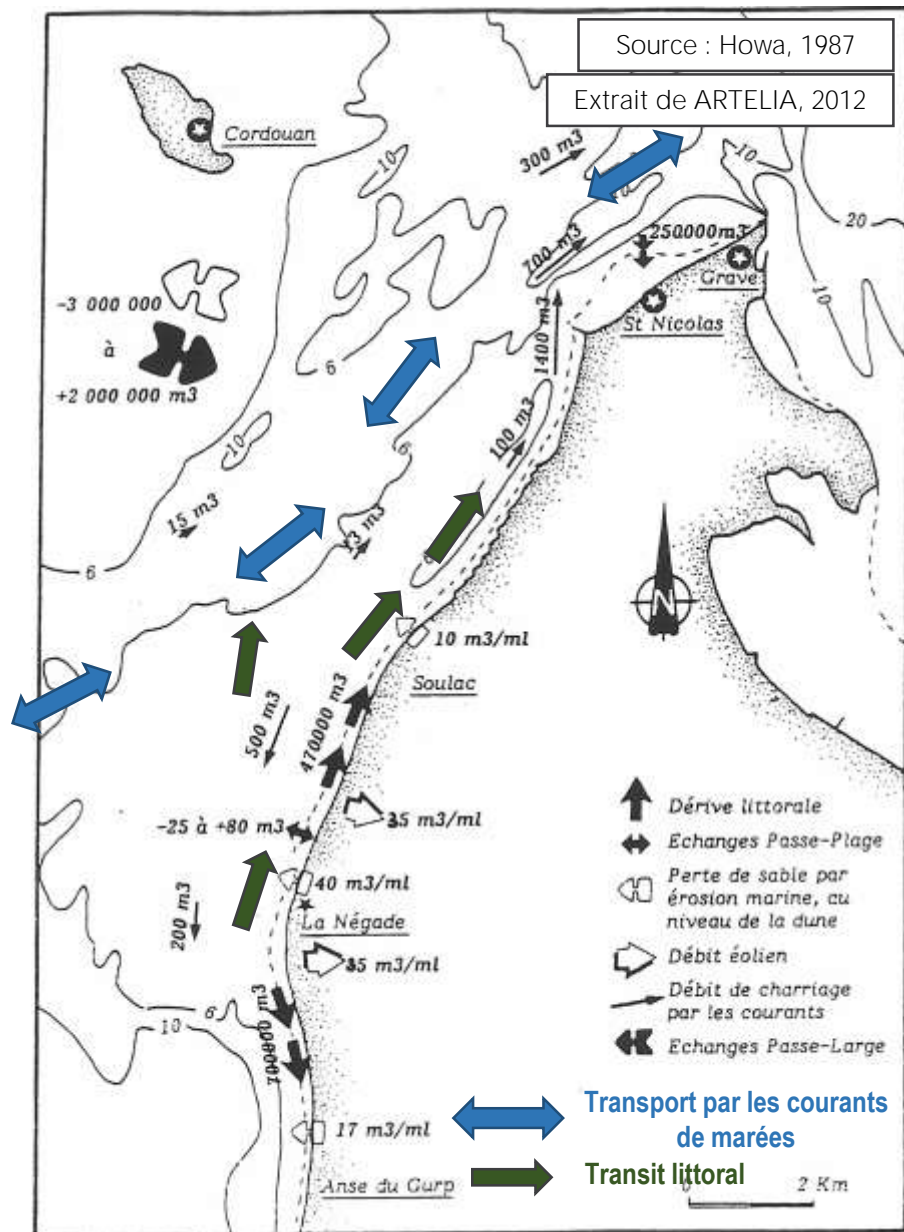 Source : Howa, 1987
Extrait de ARTELIA, 2012
Cordouan
10
300 m3
10
20
700 m3
250000 m3
Grave
St Nicolas
10
-3 000 000
à
+2 000 000 m3
6
1400 m3
10
100 m3
6
15 m3
6
N
10 m3/ml
Soulac
470000 m3
500 m3
-25 à +80 m3
35 m3/ml
40 m3/ml
La Négade
200 m3
35 m3/ml
6
10
17 m3/ml
Anse du Gurp
Dérive littorale
Echanges Passe-Plage
Perte de sable par
érosion marine, au
niveau de la dune
Débit éolien
Débit de charriage
par les courants
Echanges Passe-Large
Transport par les courants
de marées
Transit littoral
0 2 Km